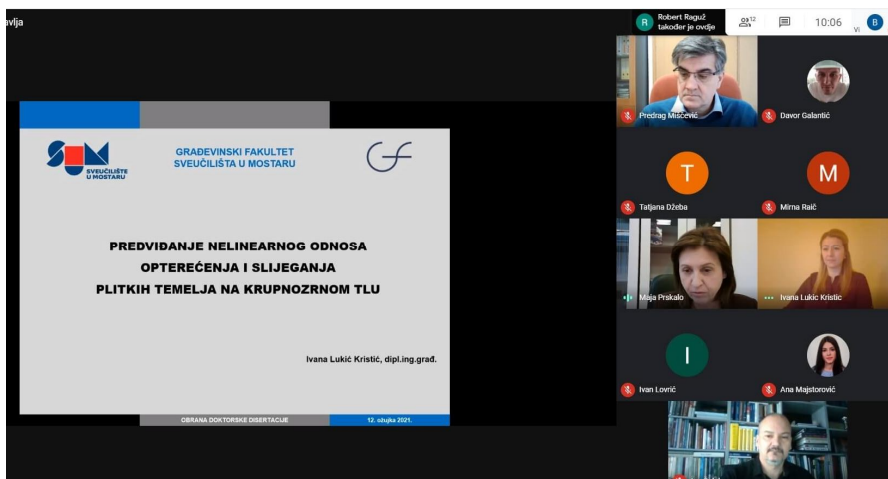 avlja
R
Robert Raguž
također je ovdje
12
10:06
Vi
B
SVEUČILIŠTE
U MOSTARU
GRAĐEVINSKI FAKULTET
SVEUČILIŠTA U MOSTARU
PREDVIĐANJE NELINEARNOG ODNOSA
OPTEREĆENJA I SLIJEGANJA
PLITKIH TEMELJA NA KRUPNOZRNOM TLU
Ivana Lukić Kristić, dipl.ing.građ.
OBRANA DOKTORSKE DISERTACIJE
12. ožujka 2021.
Predrag Miščević
Davor Galantić
T
Tatjana Džeba
M
Mirna Raič
Maja Prskalo
Ivana Lukic Kristic
I
Ivan Lovrić
Ana Majstorović